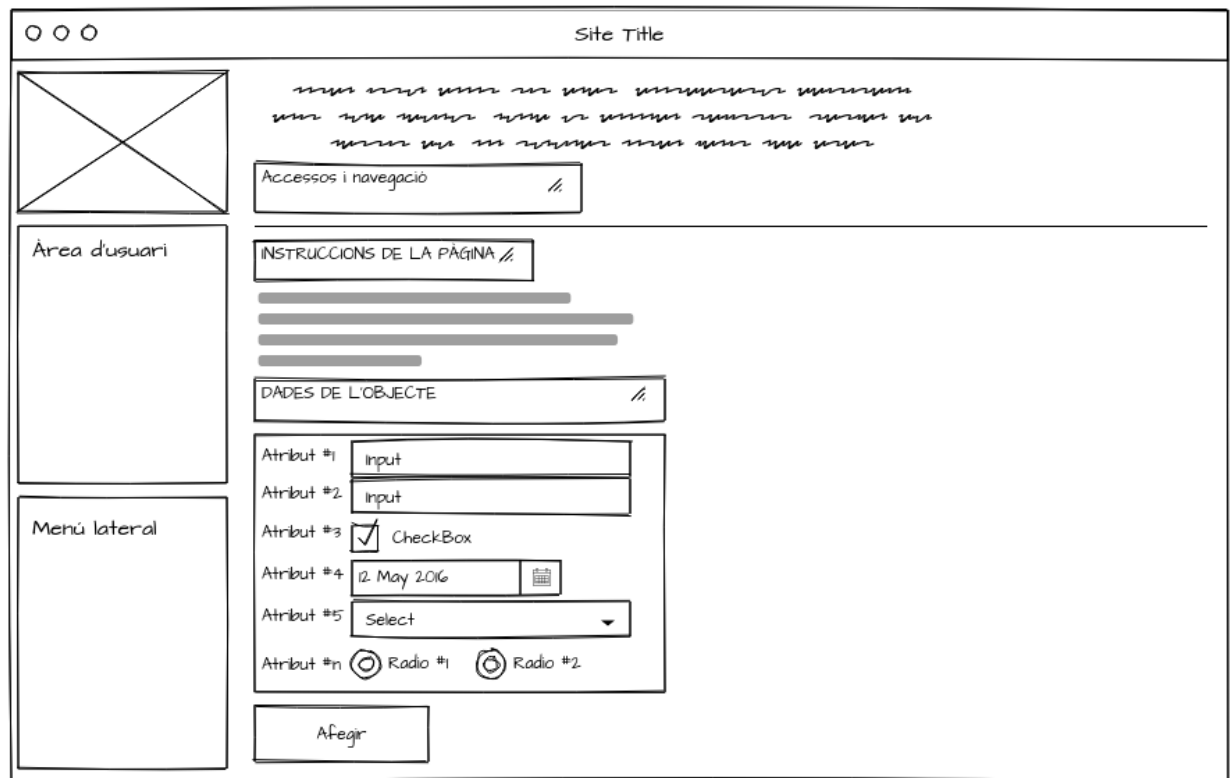 Site Title
Accessos i navegació
Àrea d'usuari
INSTRUCCIONS DE LA PÀGINA
DADES DE L'OBJECTE
Atribut #1 Input
Atribut #2 Input
Menú lateral
Atribut #3 CheckBox
Atribut #4 12 May 2016
Atribut #5 Select
Atribut #n Radio #1 Radio #2
Afegir